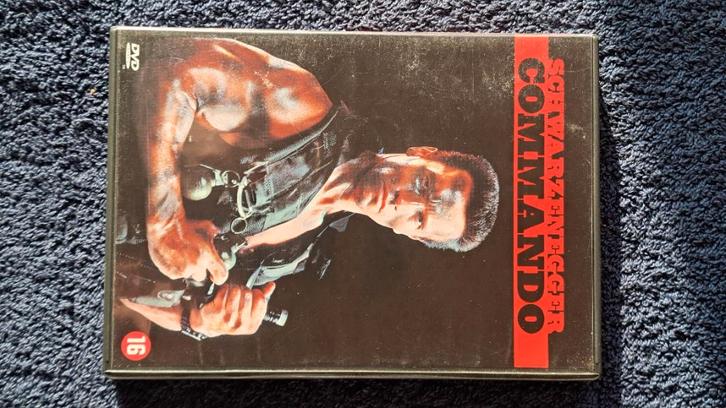 SCHWARZENEGGER
COMMANDO
DVD
16